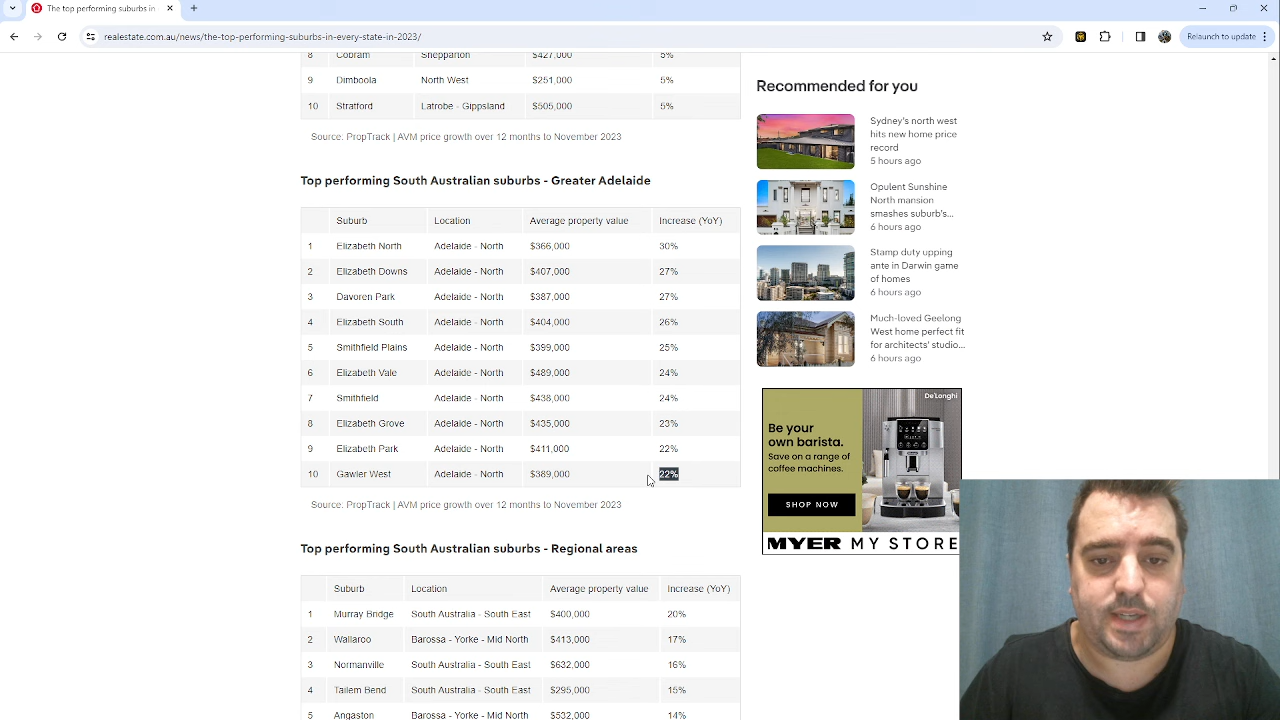 The top performing suburbs in
realestate.com.au/news/the-top-performing-suburbs-in-every-state-in-2023/
Relaunch to update
8 Cobram Shepparton $427,000 5%
9 Dimboola North West $251,000 5%
10 Stratford Latrobe - Gippsland $505,000 5%
Source: PropTrack | AVM price growth over 12 months to November 2023
Top performing South Australian suburbs - Greater Adelaide
Suburb Location Average property value Increase (YoY)
1 Elizabeth North Adelaide - North $366,000 30%
2 Elizabeth Downs Adelaide - North $407,000 27%
3 Davoren Park Adelaide - North $387,000 27%
4 Elizabeth South Adelaide - North $404,000 26%
5 Smithfield Plains Adelaide - North $399,000 25%
6 Elizabeth Vale Adelaide - North $489,000 24%
7 Smithfield Adelaide - North $438,000 24%
8 Elizabeth Grove Adelaide - North $397,000 23%
9 Elizabeth Park Adelaide - North $411,000 22%
10 Gawler West Adelaide - North $388,000 22%
Source: PropTrack | AVM price growth over 12 months to November 2023
Top performing South Australian suburbs - Regional areas
Suburb Location Average property value Increase (YoY)
1 Murray Bridge South Australia - South East $400,000 20%
2 Wallaroo Barossa - Yorke - Mid North $413,000 17%
3 Normanville South Australia - South East $632,000 16%
4 Tailem Bend South Australia - South East $295,000 15%
5 Angaston Barossa - Yorke - Mid North $532,000 14%
Recommended for you
Sydney's north west
hits new home price
record
5 hours ago
Opulent Sunshine
North mansion
smashes suburb's...
6 hours ago
Stamp duty upping
ante in Darwin game
of homes
6 hours ago
Much-loved Geelong
West home perfect fit
for architects' studio...
6 hours ago
De'Longhi
Be your
own barista.
Save on a range of
coffee machines.
SHOP NOW
MYER MY STORE